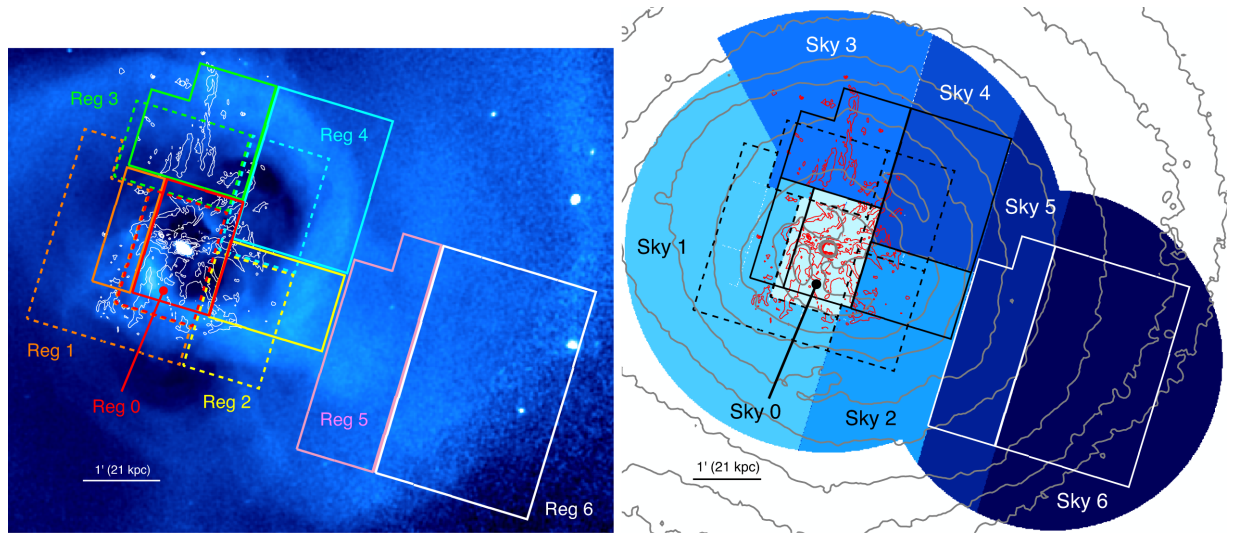 Reg 3
Reg 4
Reg 1
Reg 0
Reg 2
Reg 5
Reg 6
1' (21 kpc)
Sky 3
Sky 4
Sky 1
Sky 5
Sky 0
Sky 2
Sky 6
1' (21 kpc)